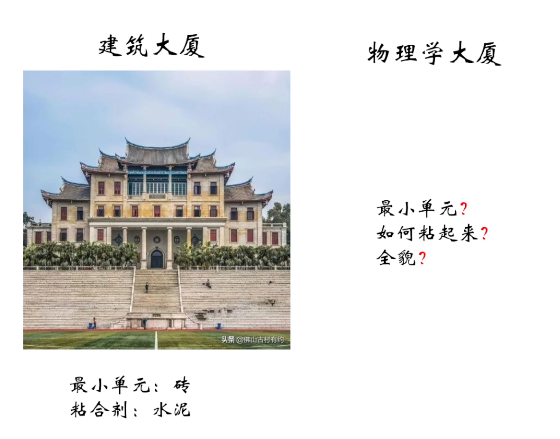 建筑大厦
物理学大厦
最小单元?
如何粘起来?
全貌?
头条 @佛山古村有约
最小单元：砖
粘合剂：水泥